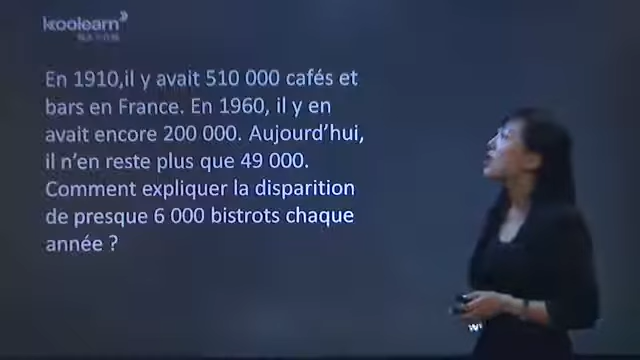 koolearn
En 1910,il y avait 510 000 cafés et
bars en France. En 1960, il y en
avait encore 200 000. Aujourd'hui,
il n'en reste plus que 49 000.
Comment expliquer la disparition
de presque 6 000 bistrots chaque
année ?